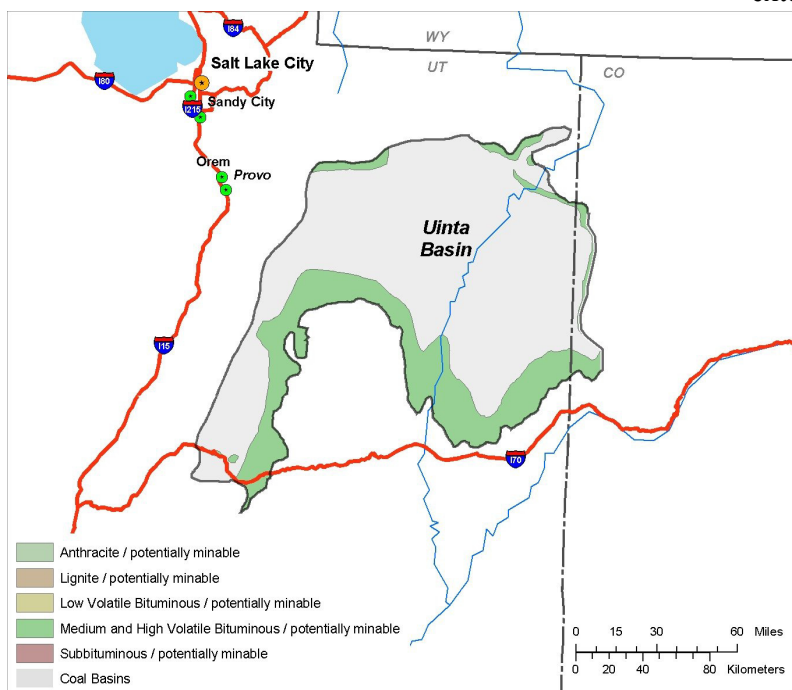 I84
WY
Salt Lake City
UT
CO
I80
Sandy City
I215
Orem
Provo
Uinta
Basin
I15
I70
Anthracite / potentially minable
Lignite / potentially minable
Low Volatile Bituminous / potentially minable
Medium and High Volatile Bituminous / potentially minable
Subbituminous / potentially minable
Coal Basins
0 15 30 60 Miles
0 20 40 80 Kilometers